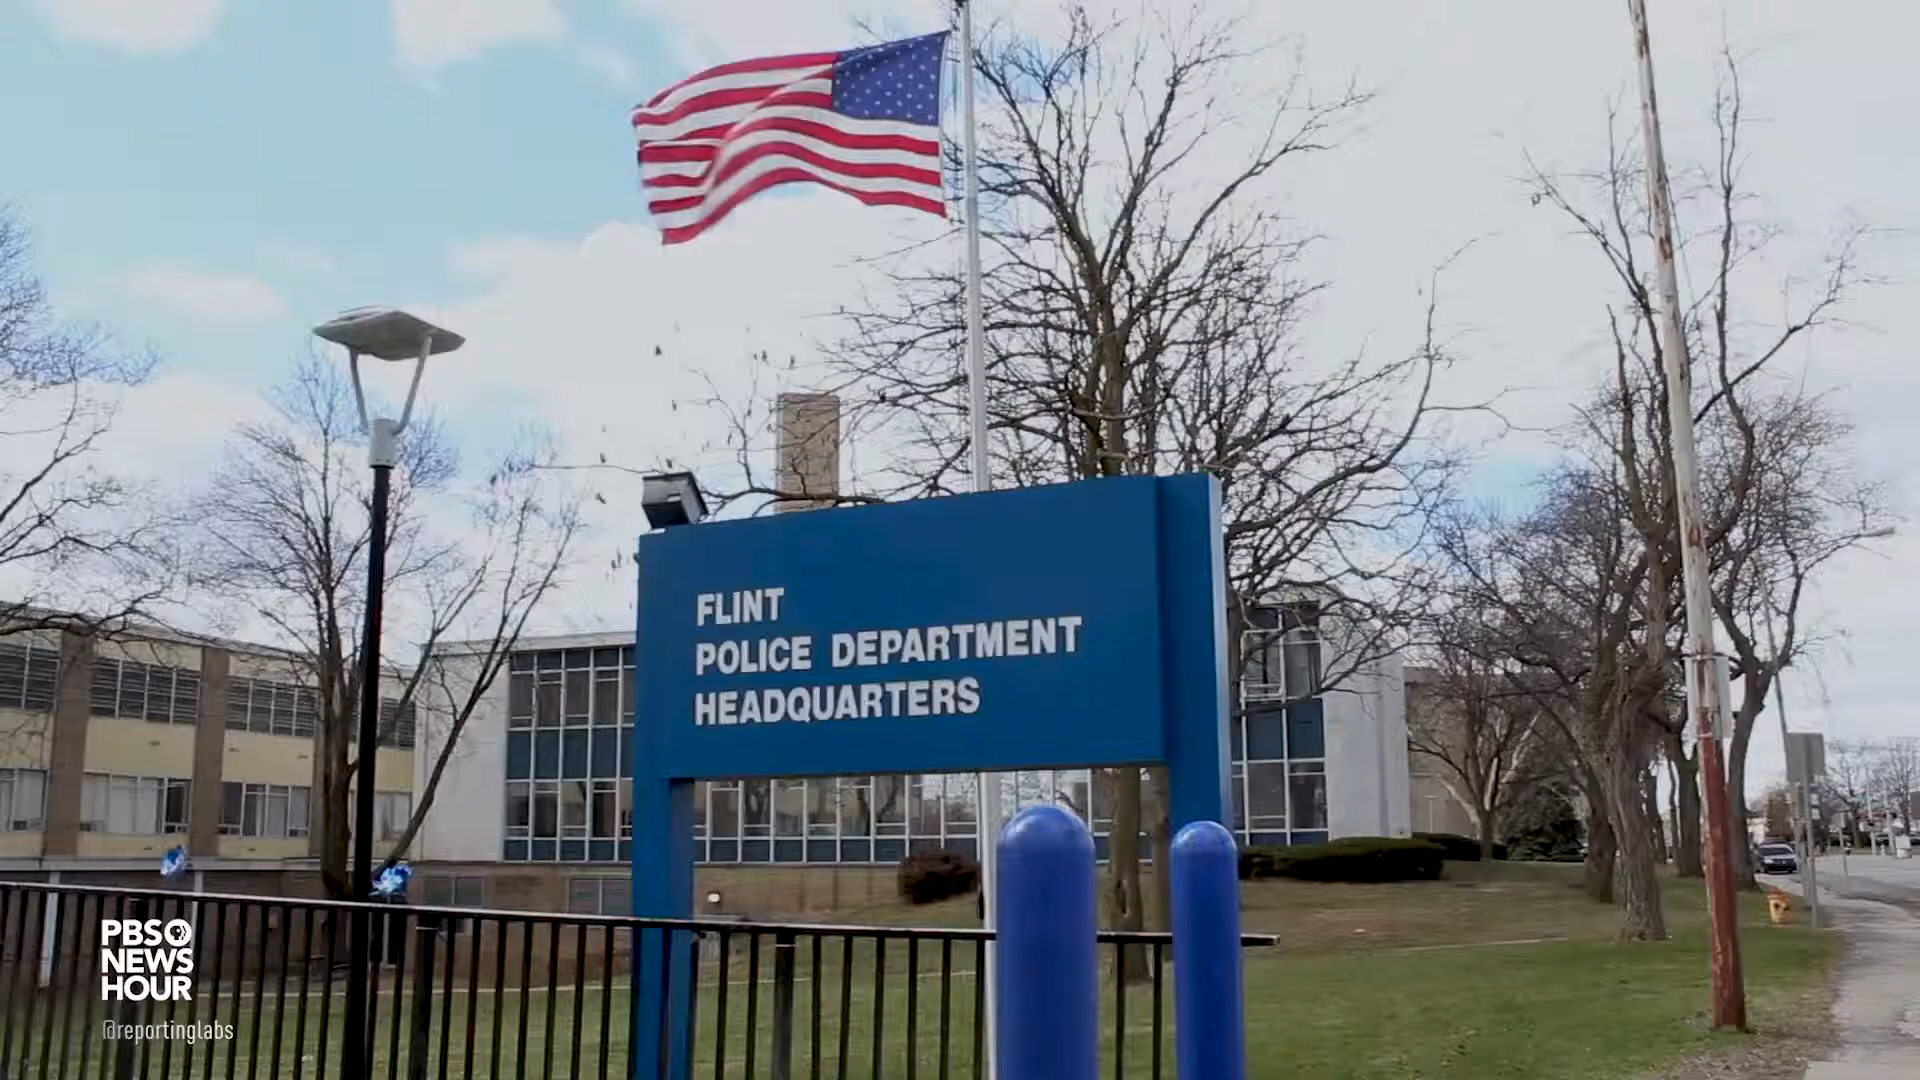 FLINT
POLICE DEPARTMENT
HEADQUARTERS
PBS
NEWS
HOUR
@reportinglabs